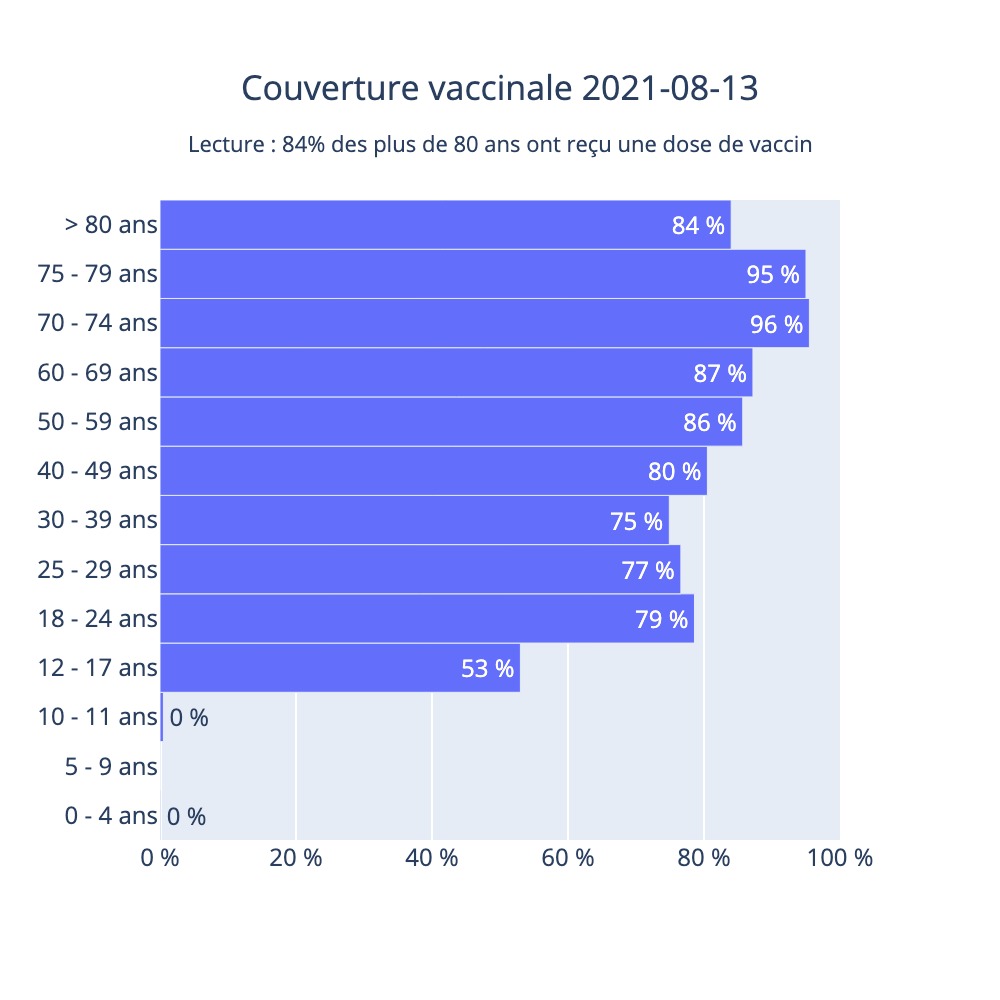 Couverture vaccinale 2021-08-13
Lecture : 84% des plus de 80 ans ont reçu une dose de vaccin
> 80 ans 84 %
75 - 79 ans 95 %
70 - 74 ans 96 %
60 - 69 ans 87 %
50 - 59 ans 86 %
40 - 49 ans 80 %
30 - 39 ans 75 %
25 - 29 ans 77 %
18 - 24 ans 79 %
12 - 17 ans 53 %
10 - 11 ans 0 %
5 - 9 ans
0 - 4 ans 0 %
0 % 20 % 40 % 60 % 80 % 100 %